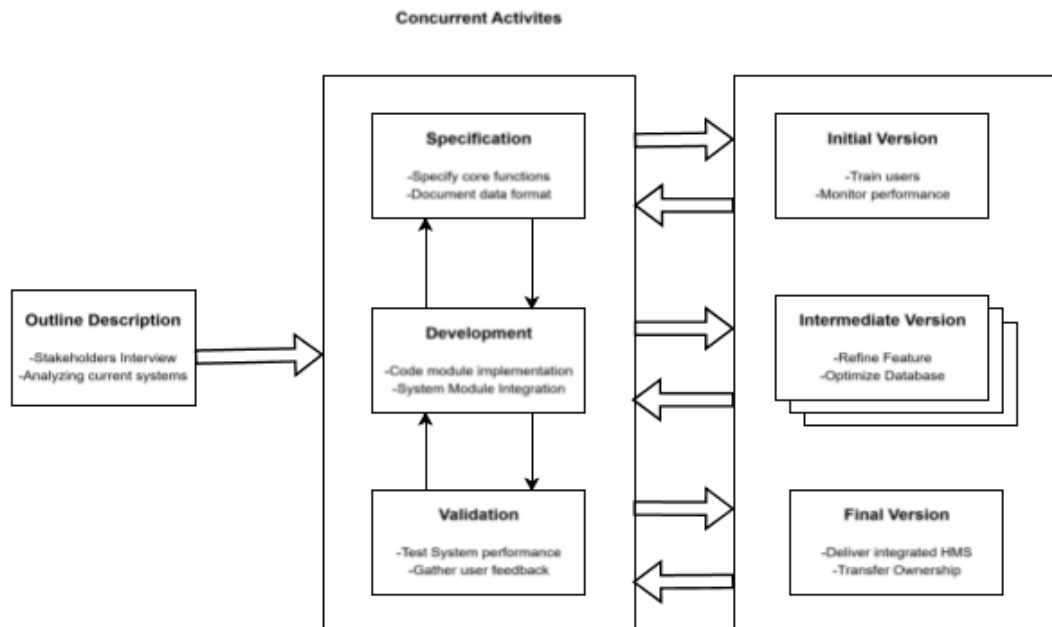 Concurrent Activites
Specification
-Specify core functions
-Document data format
Initial Version
-Train users
-Monitor performance
Outline Description
-Stakeholders Interview
-Analyzing current systems
Development
-Code module implementation
-System Module Integration
Intermediate Version
-Refine Feature
-Optimize Database
Validation
-Test System performance
-Gather user feedback
Final Version
-Deliver integrated HMS
-Transfer Ownership